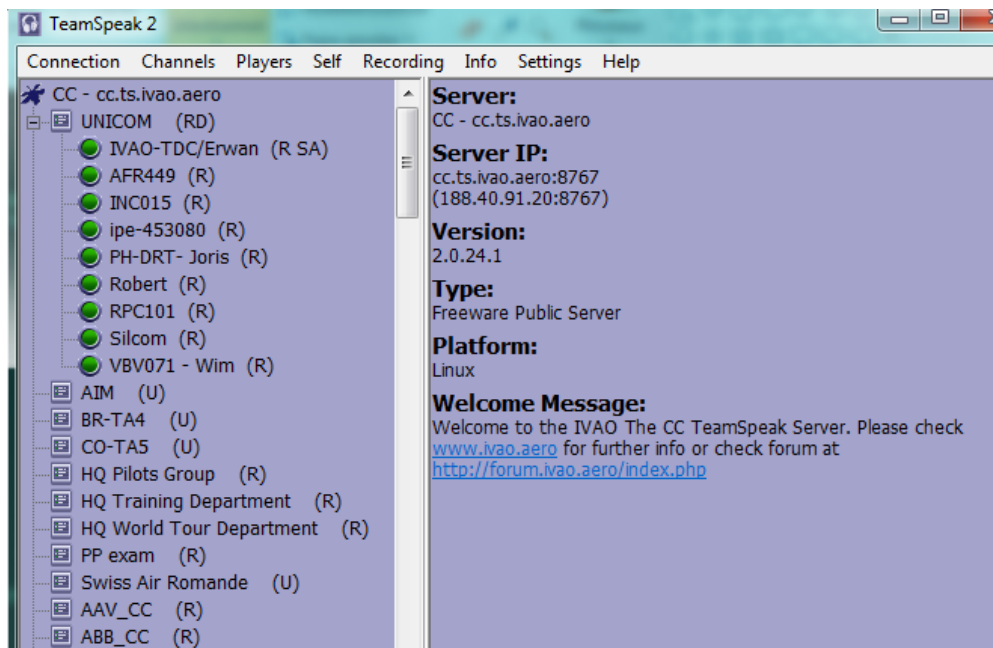 TeamSpeak 2
Connection Channels Players Self Recording Info Settings Help
CC - cc.ts.ivao.aero
UNICOM (RD)
IVAO-TDC/Erwan (R SA)
AFR449 (R)
INC015 (R)
ipe-453080 (R)
PH-DRT- Joris (R)
Robert (R)
RPC101 (R)
Silcom (R)
VBV071 - Wim (R)
AIM (U)
BR-TA4 (U)
CO-TA5 (U)
HQ Pilots Group (R)
HQ Training Department (R)
HQ World Tour Department (R)
PP exam (R)
Swiss Air Romande (U)
AAV_CC (R)
ABB_CC (R)
Server:
CC - cc.ts.ivao.aero
Server IP:
cc.ts.ivao.aero:8767
(188.40.91.20:8767)
Version:
2.0.24.1
Type:
Freeware Public Server
Platform:
Linux
Welcome Message:
Welcome to the IVAO The CC TeamSpeak Server. Please check
www.ivao.aero for further info or check forum at
http://forum.ivao.aero/index.php